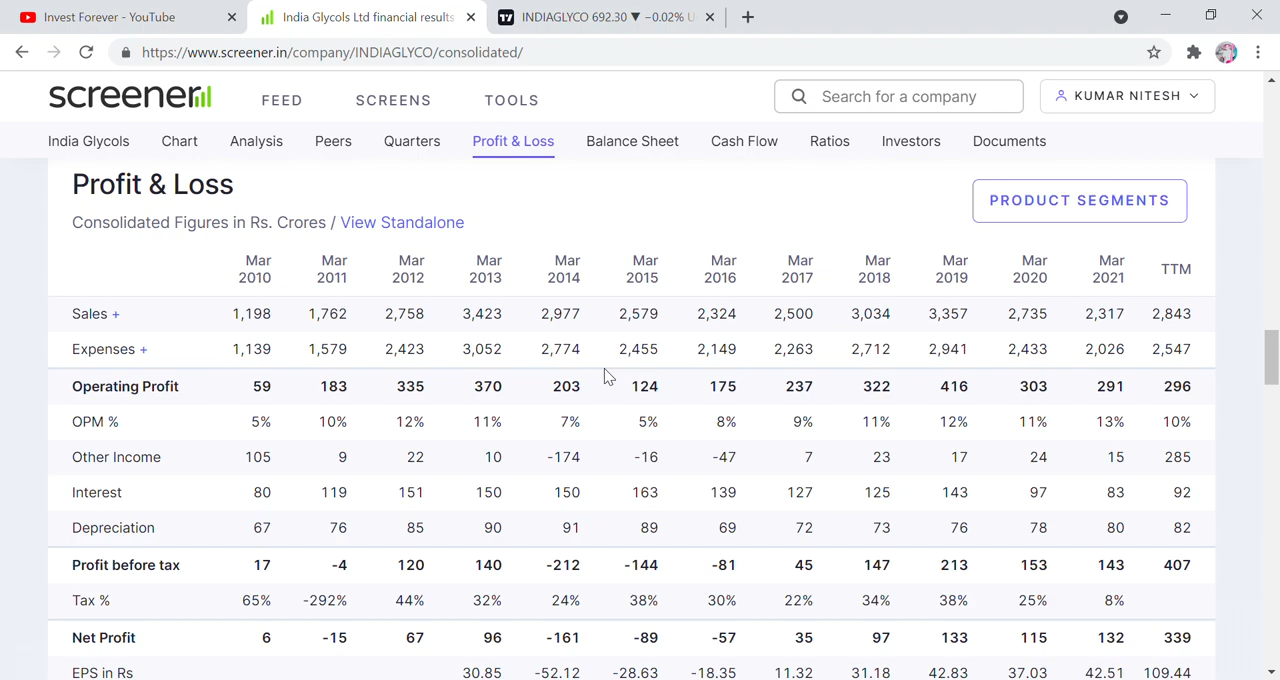 Invest Forever - YouTube
India Glycols Ltd financial results
INDIAGLYCO 692.30 ▼ −0.02% U
https://www.screener.in/company/INDIAGLYCO/consolidated/
screener
FEED SCREENS TOOLS
Search for a company
KUMAR NITESH
India Glycols Chart Analysis Peers Quarters Profit & Loss Balance Sheet Cash Flow Ratios Investors Documents
Profit & Loss
PRODUCT SEGMENTS
Consolidated Figures in Rs. Crores / View Standalone
Mar 2010 Mar 2011 Mar 2012 Mar 2013 Mar 2014 Mar 2015 Mar 2016 Mar 2017 Mar 2018 Mar 2019 Mar 2020 Mar 2021 TTM
Sales + 1,198 1,762 2,758 3,423 2,977 2,579 2,324 2,500 3,034 3,357 2,735 2,317 2,843
Expenses + 1,139 1,579 2,423 3,052 2,774 2,455 2,149 2,263 2,712 2,941 2,433 2,026 2,547
Operating Profit 59 183 335 370 203 124 175 237 322 416 303 291 296
OPM % 5% 10% 12% 11% 7% 5% 8% 9% 11% 12% 11% 13% 10%
Other Income 105 9 22 10 -174 -16 -47 7 23 17 24 15 285
Interest 80 119 151 150 150 163 139 127 125 143 97 83 92
Depreciation 67 76 85 90 91 89 69 72 73 76 78 80 82
Profit before tax 17 -4 120 140 -212 -144 -81 45 147 213 153 143 407
Tax % 65% -292% 44% 32% 24% 38% 30% 22% 34% 38% 25% 8%
Net Profit 6 -15 67 96 -161 -89 -57 35 97 133 115 132 339
EPS in Rs 30.85 -52.12 -28.63 -18.35 11.32 31.18 42.83 37.03 42.51 109.44